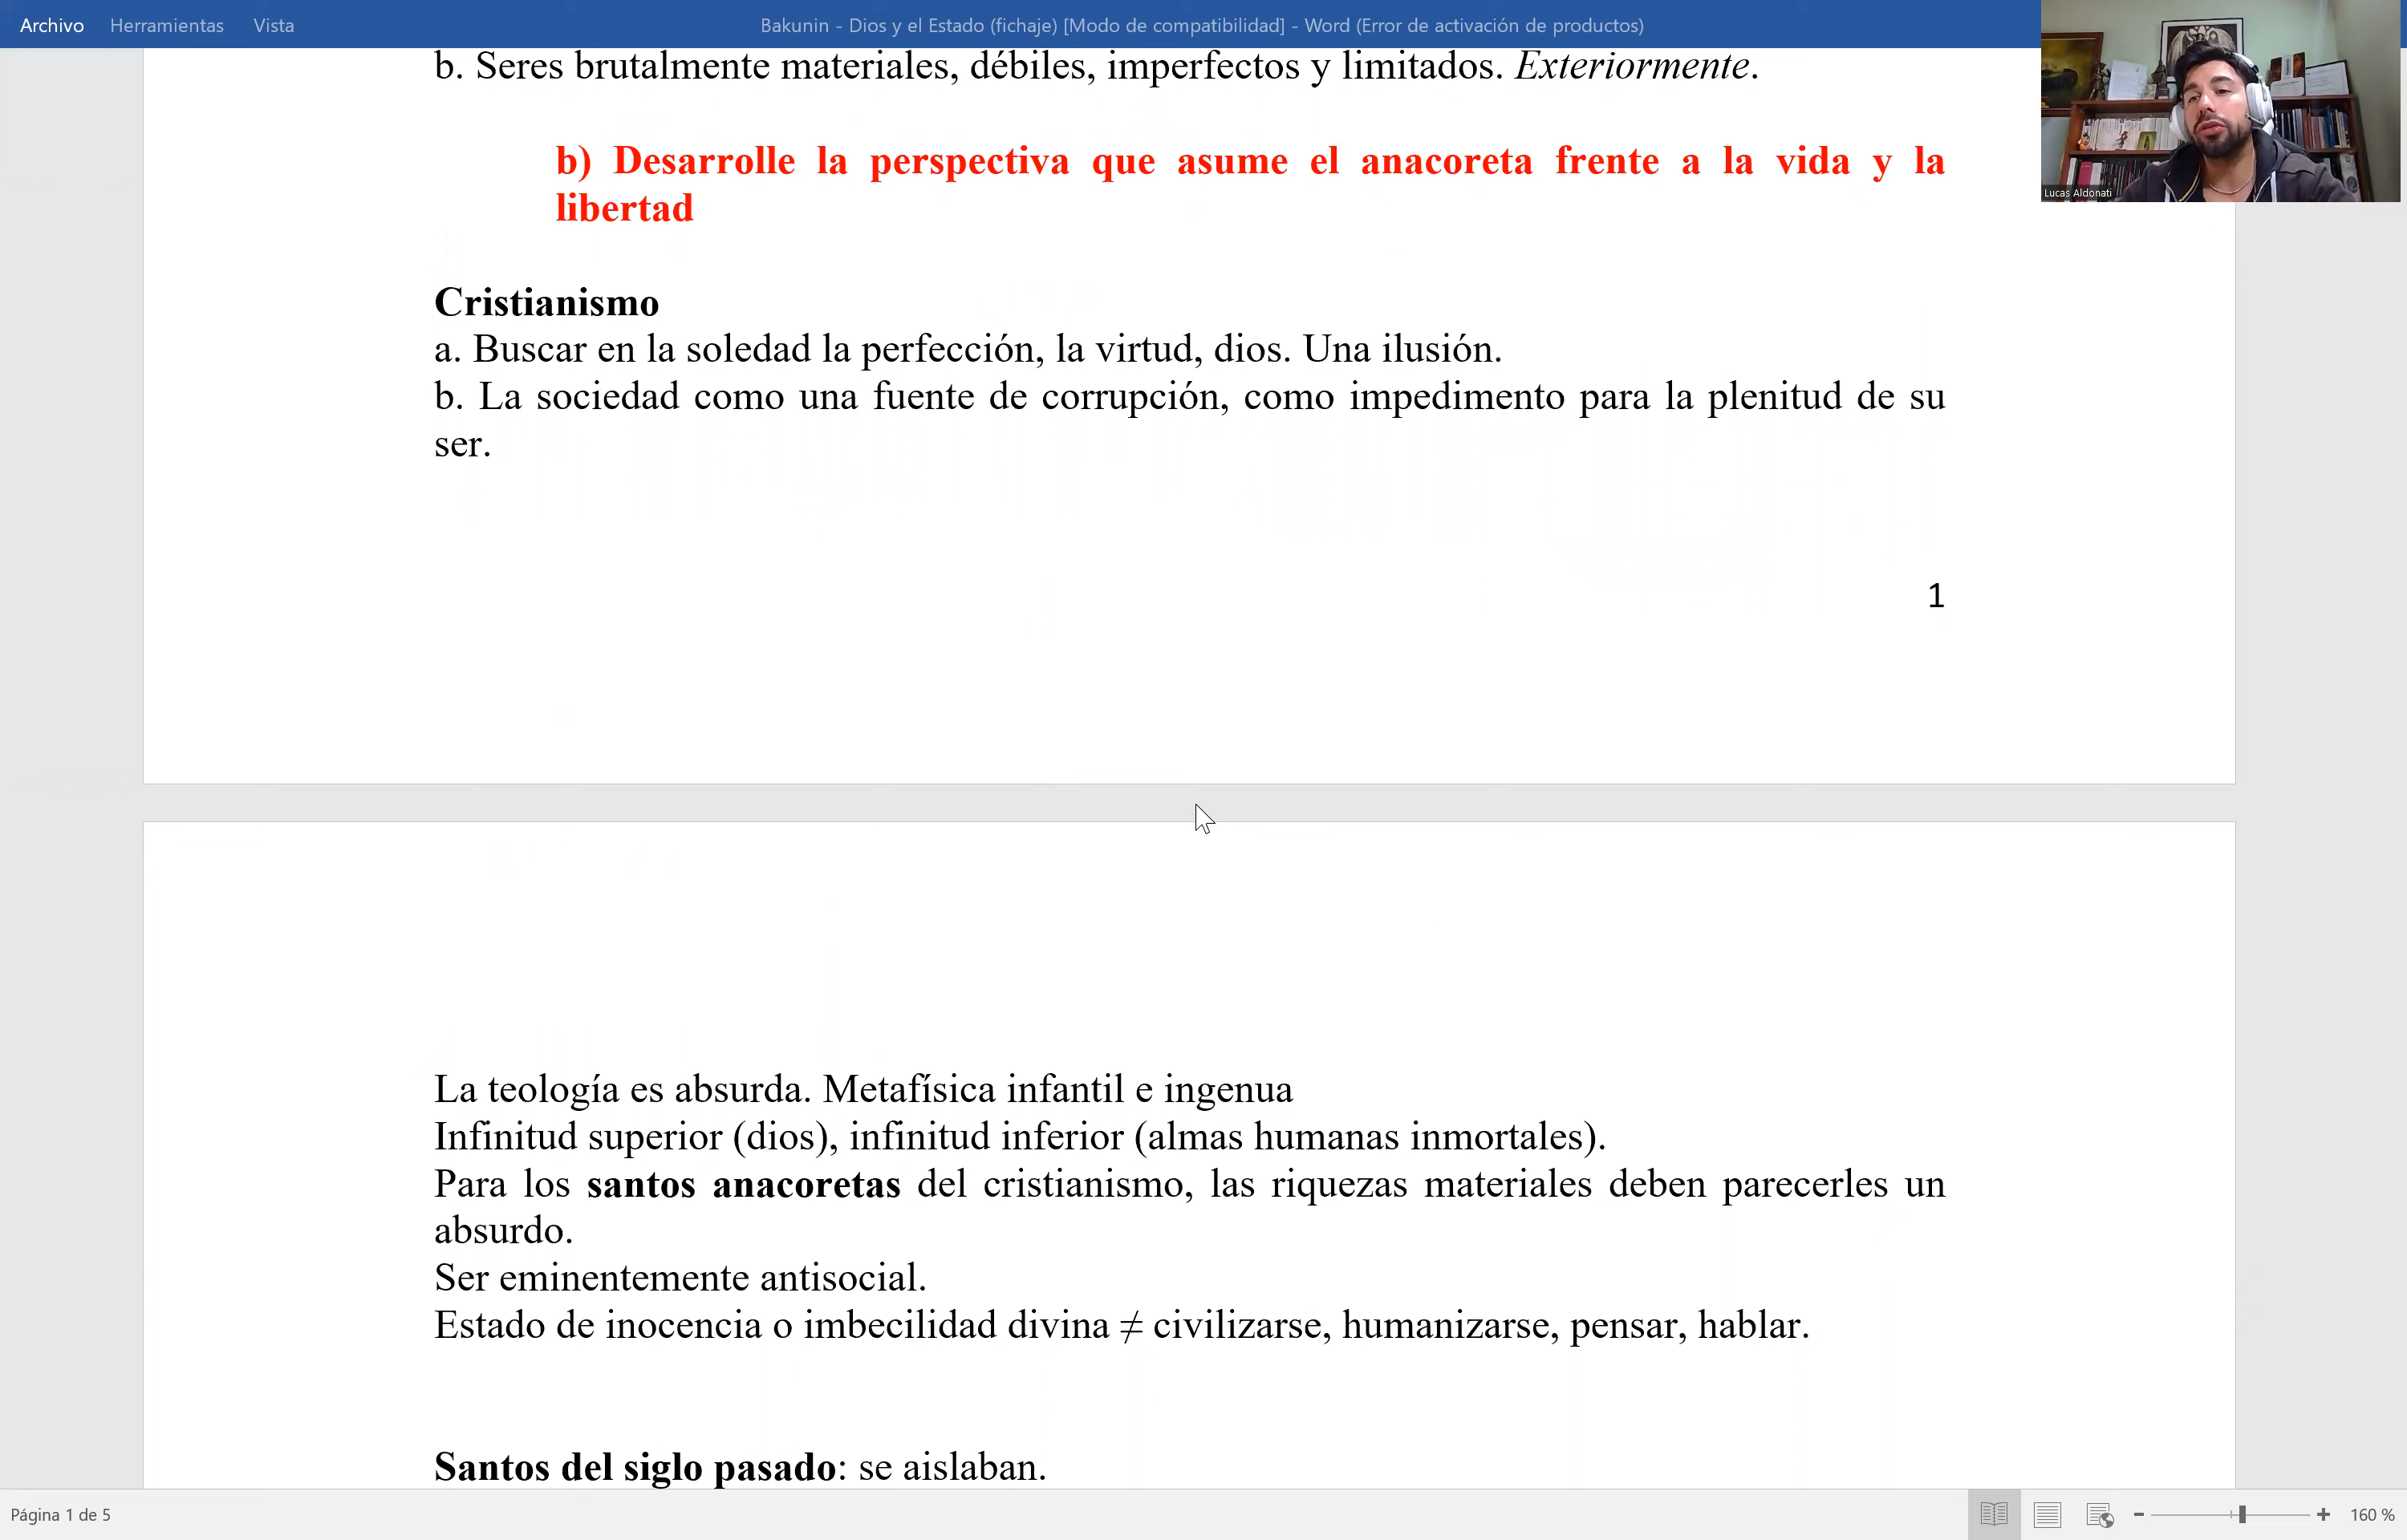 Archivo Herramientas Vista Bakunin - Dios y el Estado (fichaje) [Modo de compatibilidad] - Word (Error de activación de productos)
b. Seres brutalmente materiales, débiles, imperfectos y limitados. Exteriormente.
Lucas Aldonati
b) Desarrolle la perspectiva que asume el anacoreta frente a la vida y la
libertad
Cristianismo
a. Buscar en la soledad la perfección, la virtud, dios. Una ilusión.
b. La sociedad como una fuente de corrupción, como impedimento para la plenitud de su
ser.
1
La teología es absurda. Metafísica infantil e ingenua
Infinitud superior (dios), infinitud inferior (almas humanas inmortales).
Para los santos anacoretas del cristianismo, las riquezas materiales deben parecerles un
absurdo.
Ser eminentemente antisocial.
Estado de inocencia o imbecilidad divina ≠ civilizarse, humanizarse, pensar, hablar.
Santos del siglo pasado: se aislaban.
Página 1 de 5
160 %